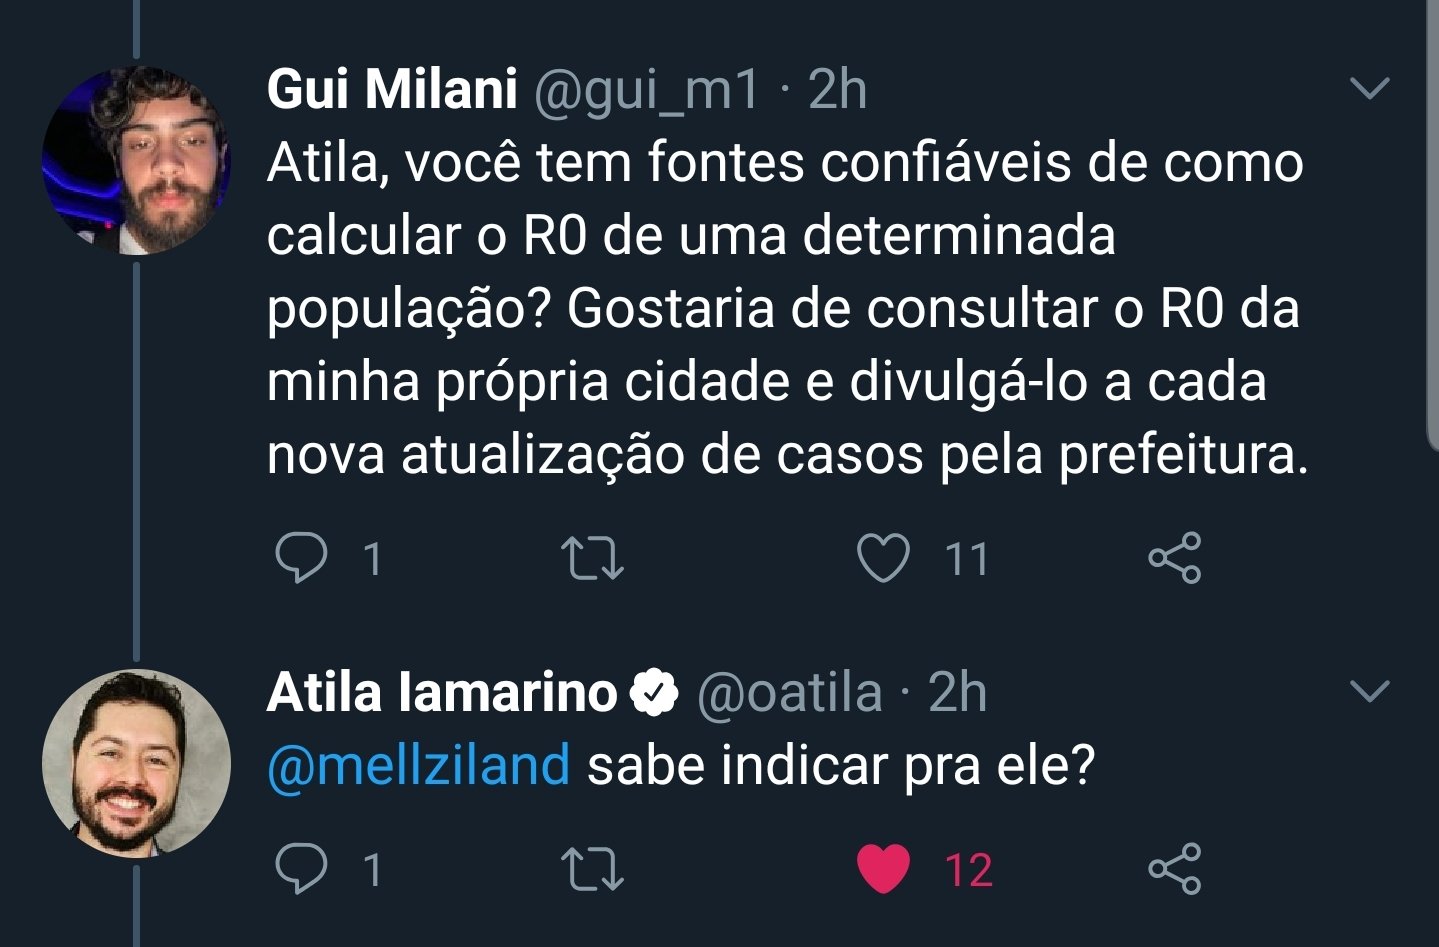 Gui Milani @gui_m1 · 2h
Atila, você tem fontes confiáveis de como
calcular o R0 de uma determinada
população? Gostaria de consultar o R0 da
minha própria cidade e divulgá-lo a cada
nova atualização de casos pela prefeitura.
1 11
Atila Iamarino @oatila · 2h
@mellziland sabe indicar pra ele?
1 12